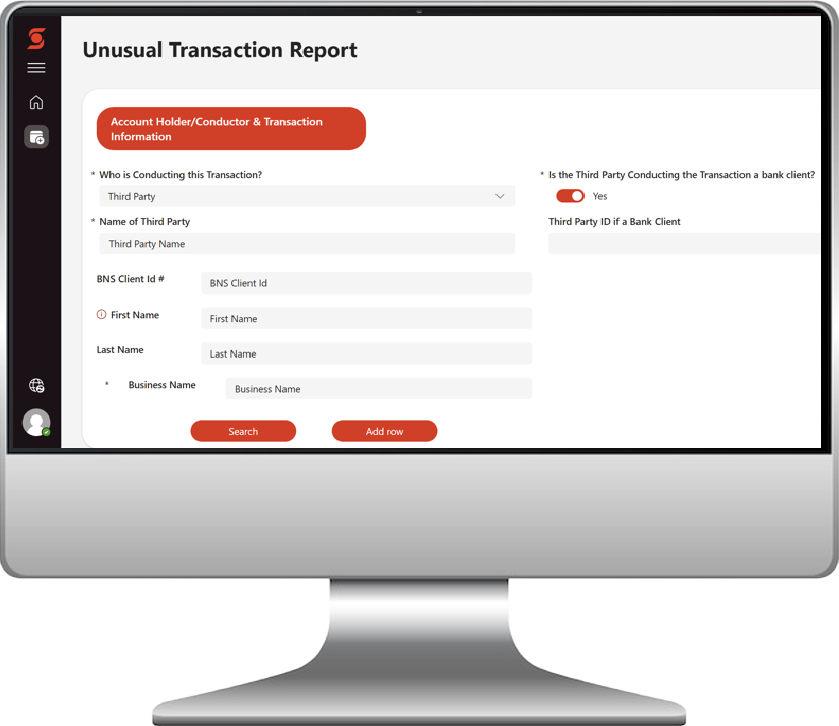 Unusual Transaction Report
Account Holder/Conductor & Transaction
Information
* Who is Conducting this Transaction?
* Is the Third Party Conducting the Transaction a bank client?
Third Party
Yes
* Name of Third Party
Third Party ID if a Bank Client
Third Party Name
BNS Client Id #
BNS Client Id
First Name
First Name
Last Name
Last Name
* Business Name
Business Name
Search
Add row